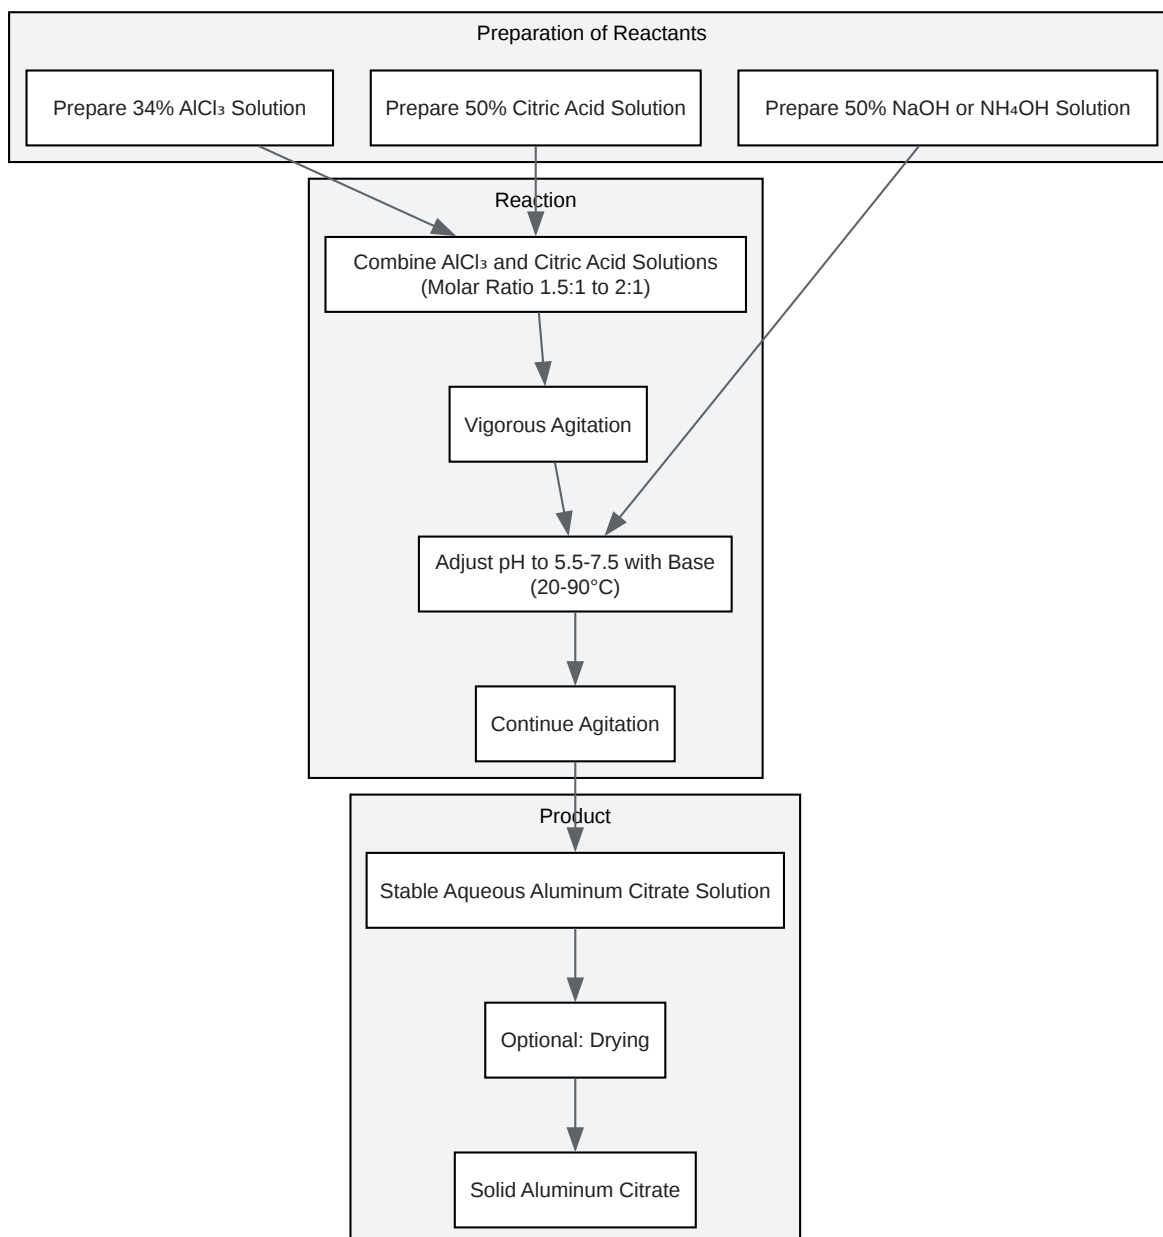 Preparation of Reactants
Prepare 34% AlCl₃ Solution
Prepare 50% Citric Acid Solution
Prepare 50% NaOH or NH₄OH Solution
Reaction
Combine AlCl₃ and Citric Acid Solutions
(Molar Ratio 1.5:1 to 2:1)
Vigorous Agitation
Adjust pH to 5.5-7.5 with Base
(20-90°C)
Continue Agitation
Product
Stable Aqueous Aluminum Citrate Solution
Optional: Drying
Solid Aluminum Citrate